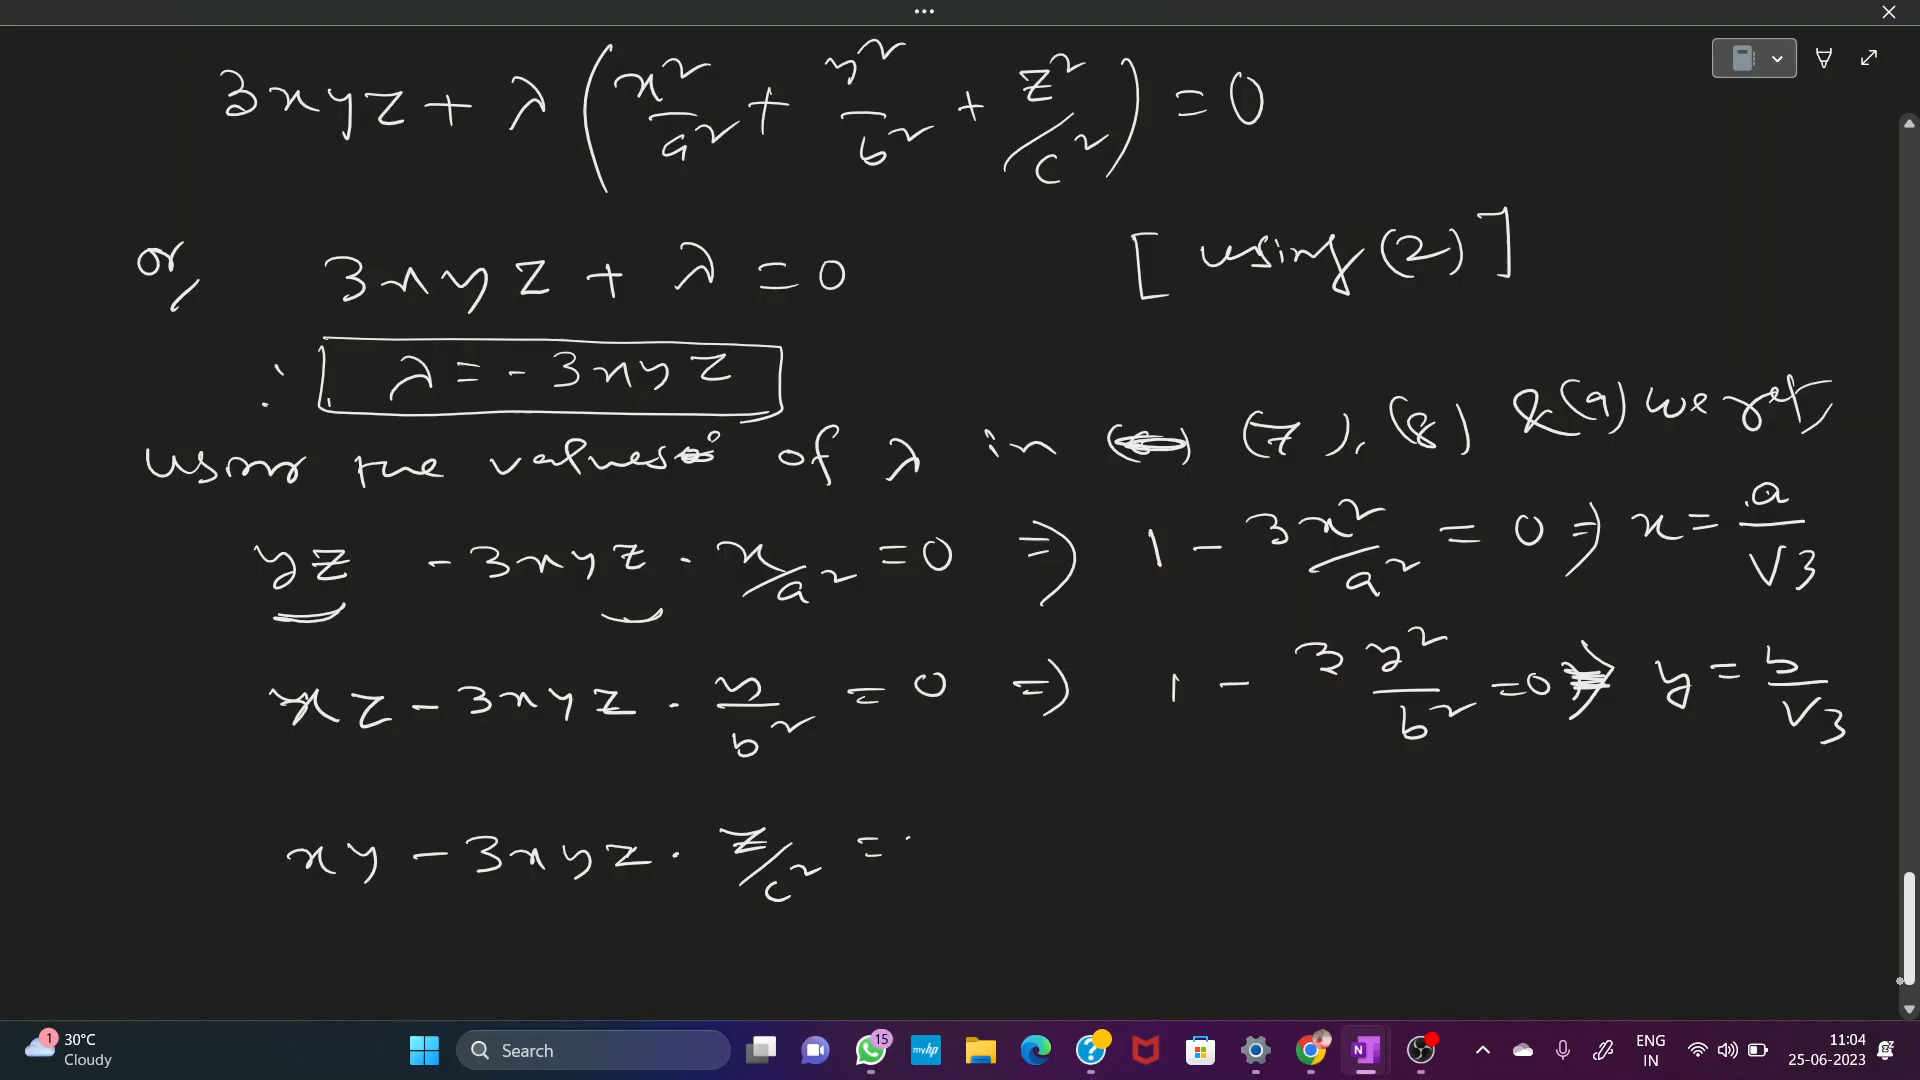 ...
3xyz + λ (x²/a² + y²/b² + z²/c²) = 0
or, 3xyz + λ = 0 [using (2)]
∴ λ = - 3xyz
using the values of λ in (7), (8) & (9) we get,
yz - 3xyz · x/a² = 0 ⇒ 1 - 3x²/a² = 0 ⇒ x = a/√3
xz - 3xyz · y/b² = 0 ⇒ 1 - 3y²/b² = 0 ⇒ y = b/√3
xy - 3xyz · z/c² =
1
30°C
Cloudy
Search
15
myhp
ENG
IN
11:04
25-06-2023